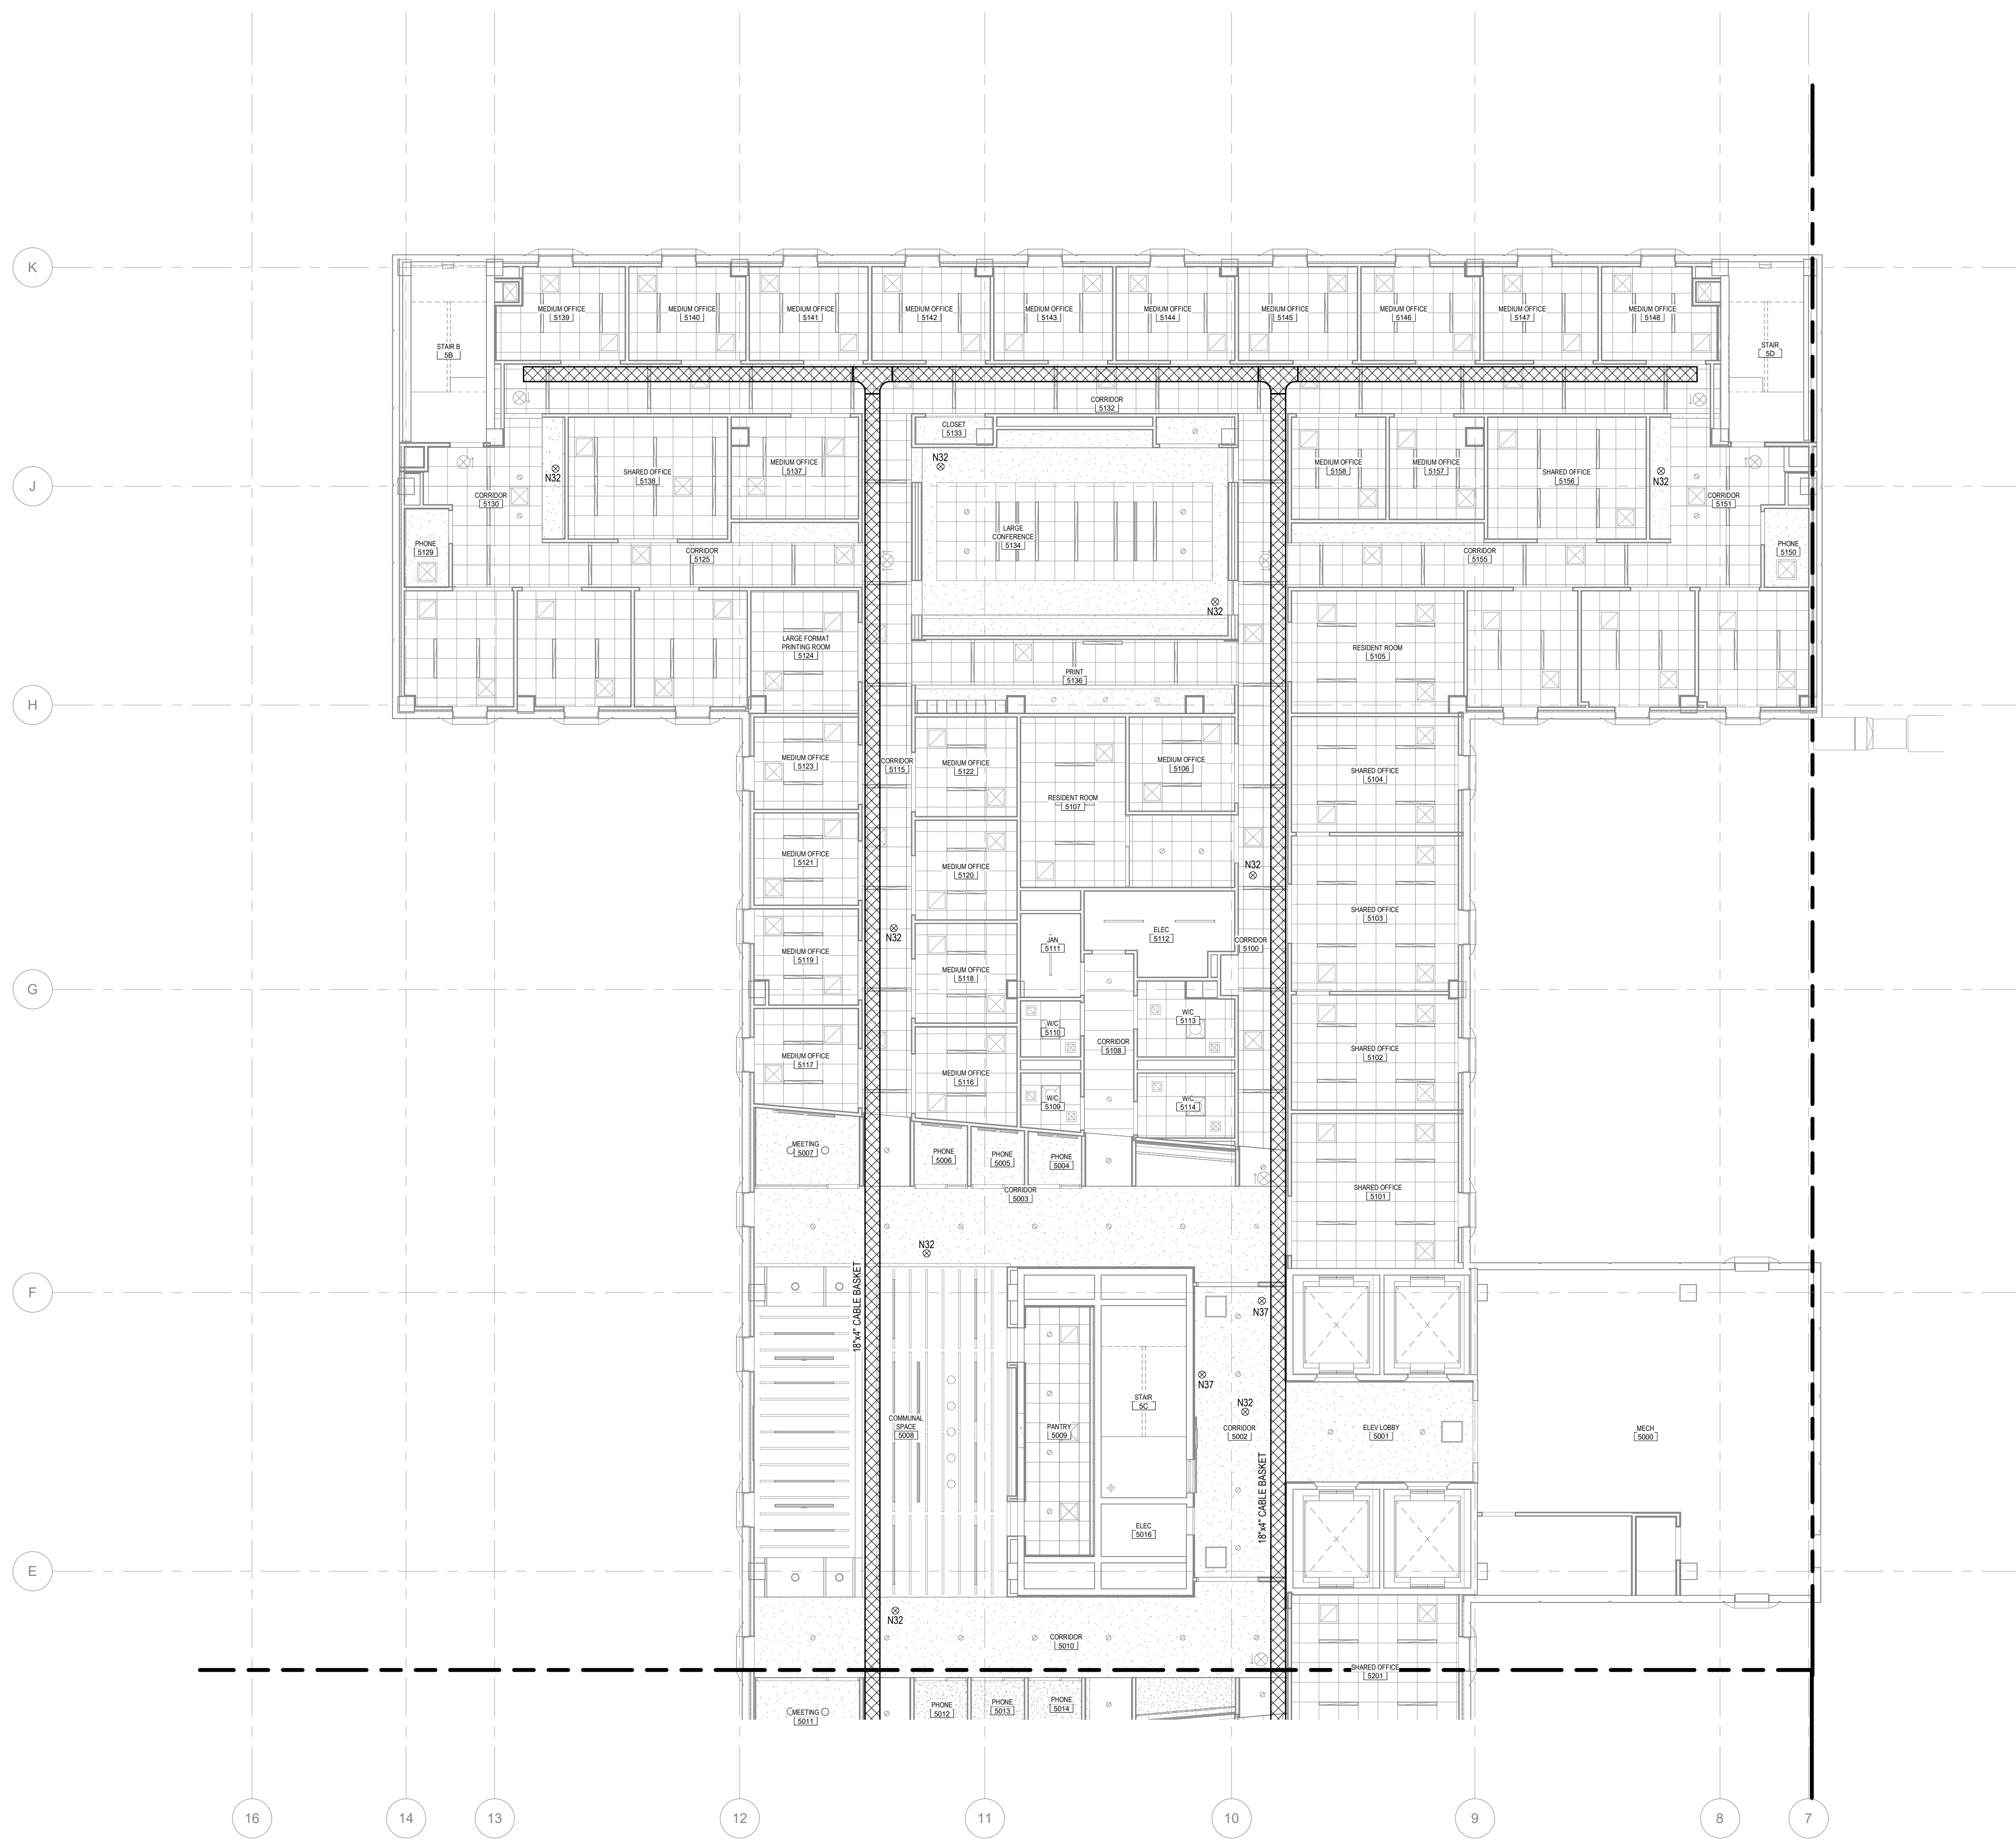 K
MEDIUM OFFICE
5139
MEDIUM OFFICE
5140
MEDIUM OFFICE
5141
MEDIUM OFFICE
5142
MEDIUM OFFICE
5143
MEDIUM OFFICE
5144
MEDIUM OFFICE
5145
MEDIUM OFFICE
5146
MEDIUM OFFICE
5147
MEDIUM OFFICE
5148
STAIR B
5B
STAIR
5D
CORRIDOR
5132
CLOSET
5133
N32
MEDIUM OFFICE
5137
SHARED OFFICE
5138
N32
MEDIUM OFFICE
5158
MEDIUM OFFICE
5157
SHARED OFFICE
5156
N32
J
CORRIDOR
5130
CORRIDOR
5151
LARGE
CONFERENCE
5134
PHONE
5129
CORRIDOR
5125
CORRIDOR
5155
PHONE
5150
N32
LARGE FORMAT
PRINTING ROOM
5124
RESIDENT ROOM
5105
PRINT
5136
H
MEDIUM OFFICE
5123
CORRIDOR
5115
MEDIUM OFFICE
5122
MEDIUM OFFICE
5106
SHARED OFFICE
5104
RESIDENT ROOM
5107
MEDIUM OFFICE
5121
MEDIUM OFFICE
5120
N32
SHARED OFFICE
5103
N32
ELEC
5112
JAN
5111
CORRIDOR
5100
MEDIUM OFFICE
5119
MEDIUM OFFICE
5118
G
W/C
5110
W/C
5113
CORRIDOR
5108
MEDIUM OFFICE
5117
MEDIUM OFFICE
5116
SHARED OFFICE
5102
W/C
5109
W/C
5114
MEETING
5007
PHONE
5006
PHONE
5005
PHONE
5004
CORRIDOR
5003
SHARED OFFICE
5101
N32
F
18"x4" CABLE BASKET
N37
N37
N32
STAIR
5C
COMMUNAL
SPACE
5008
PANTRY
5009
CORRIDOR
5002
ELEV LOBBY
5001
MECH
5000
18"x4" CABLE BASKET
ELEC
5016
E
N32
CORRIDOR
5010
SHARED OFFICE
5201
MEETING
5011
PHONE
5012
PHONE
5013
PHONE
5014
16
14
13
12
11
10
9
8
7